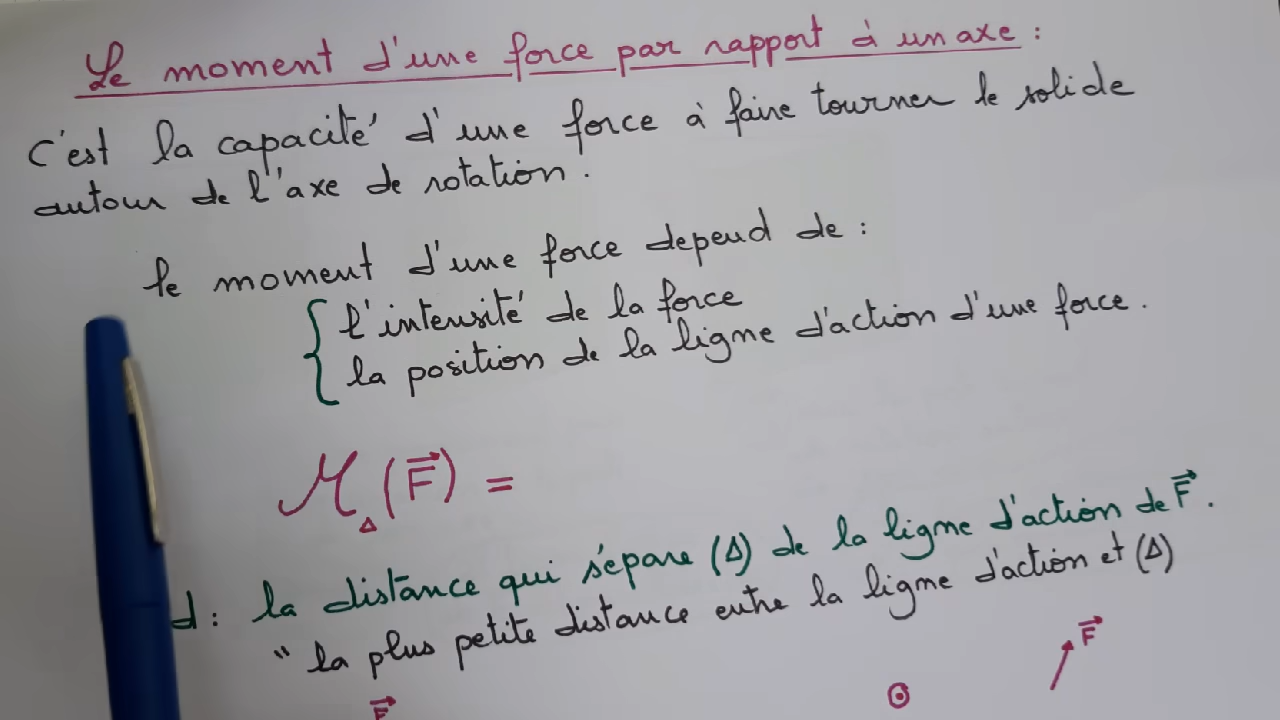 Le moment d'une force par rapport à un axe :
C'est la capacité d'une force à faire tourner le solide
autour de l'axe de rotation.
le moment d'une force depend de :
l'intensité de la force
la position de la ligne d'action d'une force.
M_Δ(F⃗) =
d : la distance qui sépare (Δ) de la ligne d'action de F⃗.
" la plus petite distance entre la ligne d'action et (Δ)
F⃗
F⃗